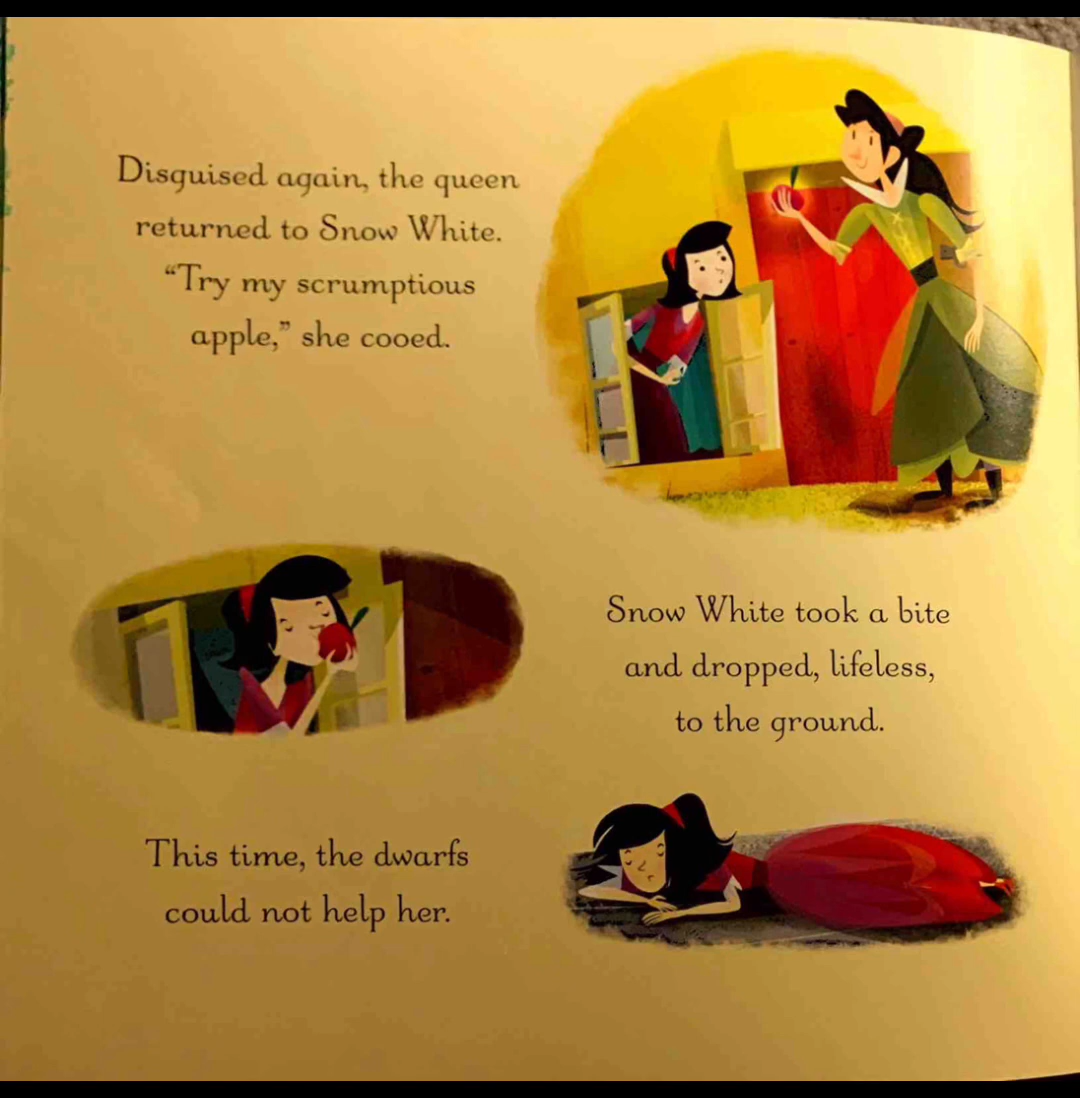 Disguised again, the queen
returned to Snow White.
“Try my scrumptious
apple,” she cooed.
Snow White took a bite
and dropped, lifeless,
to the ground.
This time, the dwarfs
could not help her.